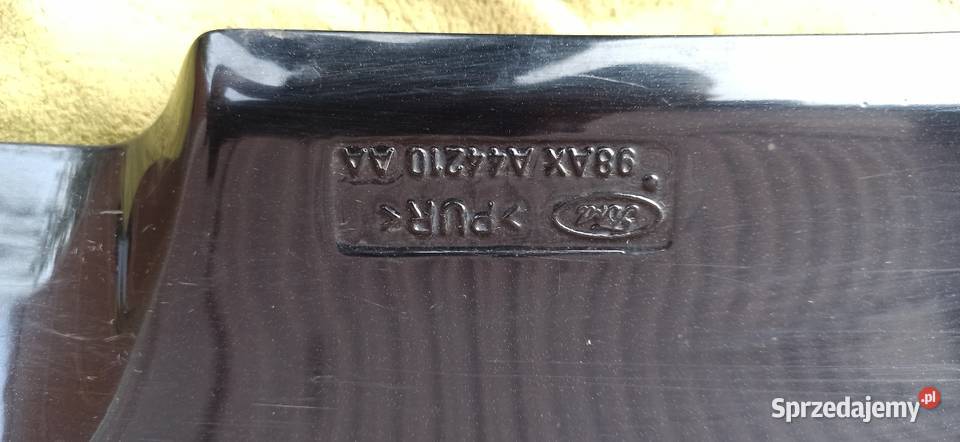 Ford >PUR<
98AX A44210 AA
Sprzedajemy.pl